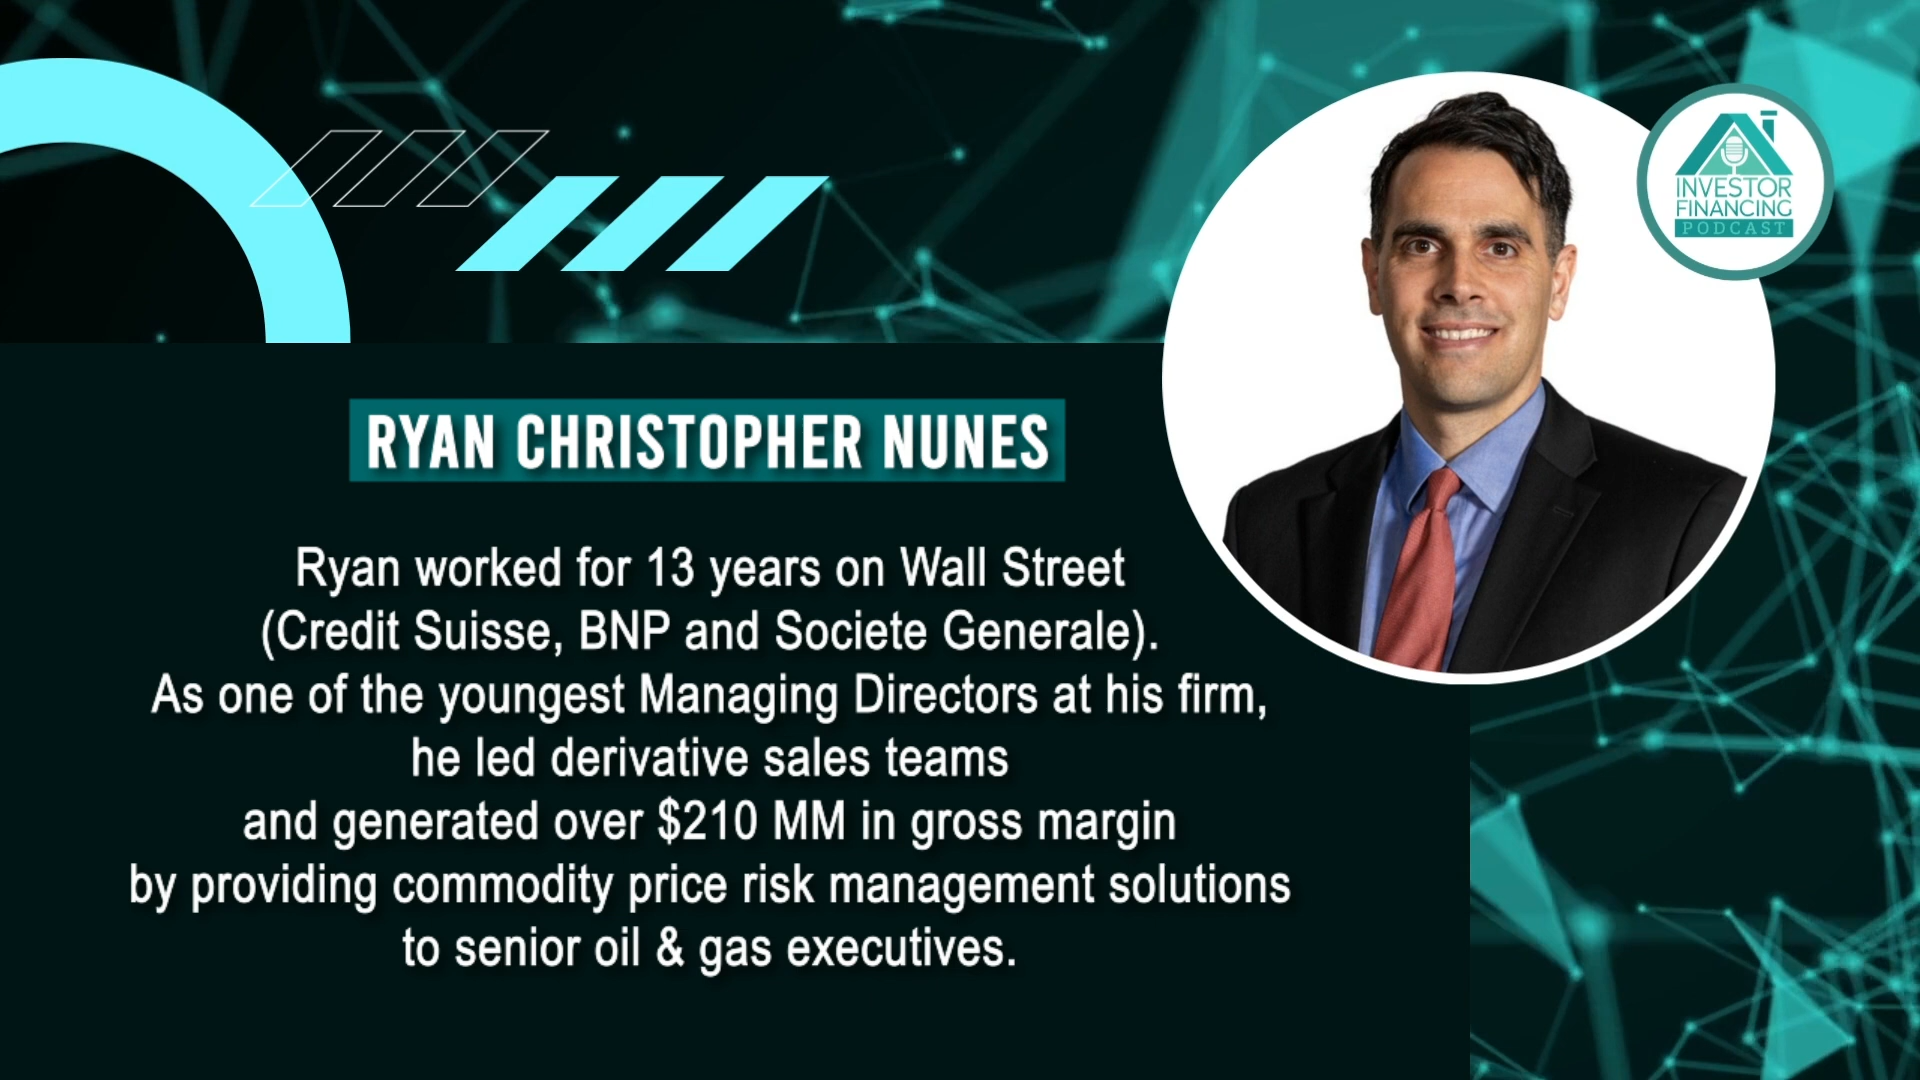 INVESTOR
FINANCING
PODCAST
RYAN CHRISTOPHER NUNES
Ryan worked for 13 years on Wall Street
(Credit Suisse, BNP and Societe Generale).
As one of the youngest Managing Directors at his firm,
he led derivative sales teams
and generated over $210 MM in gross margin
by providing commodity price risk management solutions
to senior oil & gas executives.